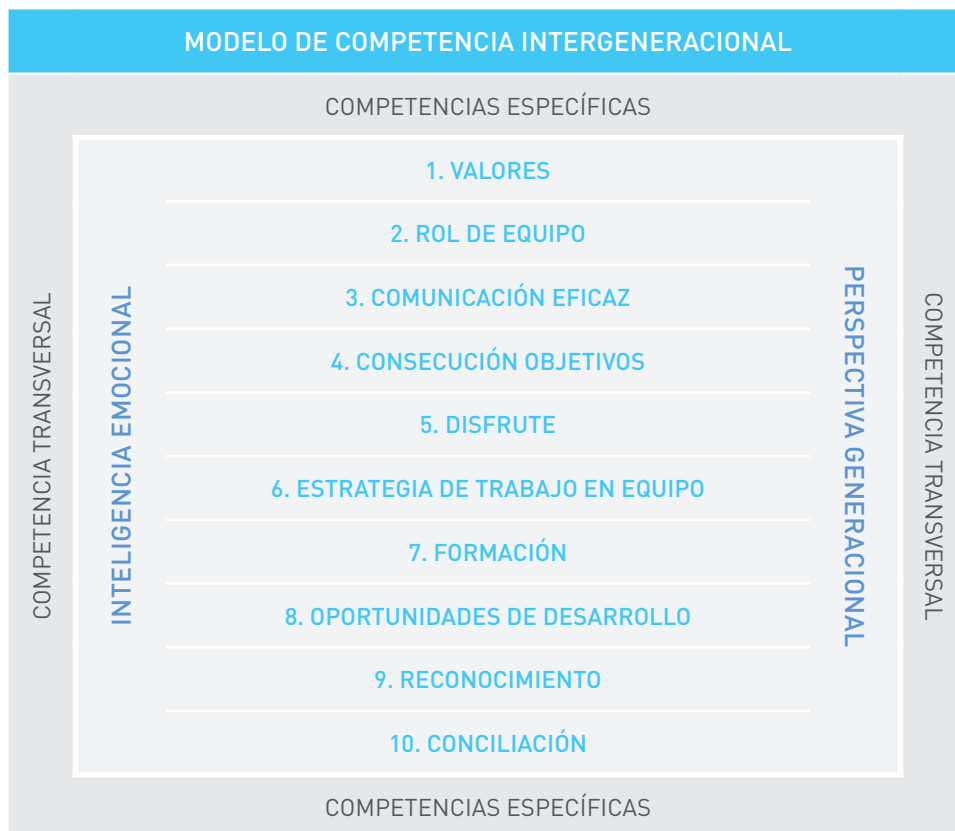 MODELO DE COMPETENCIA INTERGENERACIONAL
COMPETENCIAS ESPECÍFICAS
COMPETENCIA TRANSVERSAL
INTELIGENCIA EMOCIONAL
1. VALORES
2. ROL DE EQUIPO
3. COMUNICACIÓN EFICAZ
4. CONSECUCIÓN OBJETIVOS
5. DISFRUTE
6. ESTRATEGIA DE TRABAJO EN EQUIPO
7. FORMACIÓN
8. OPORTUNIDADES DE DESARROLLO
9. RECONOCIMIENTO
10. CONCILIACIÓN
PERSPECTIVA GENERACIONAL
COMPETENCIA TRANSVERSAL
COMPETENCIAS ESPECÍFICAS